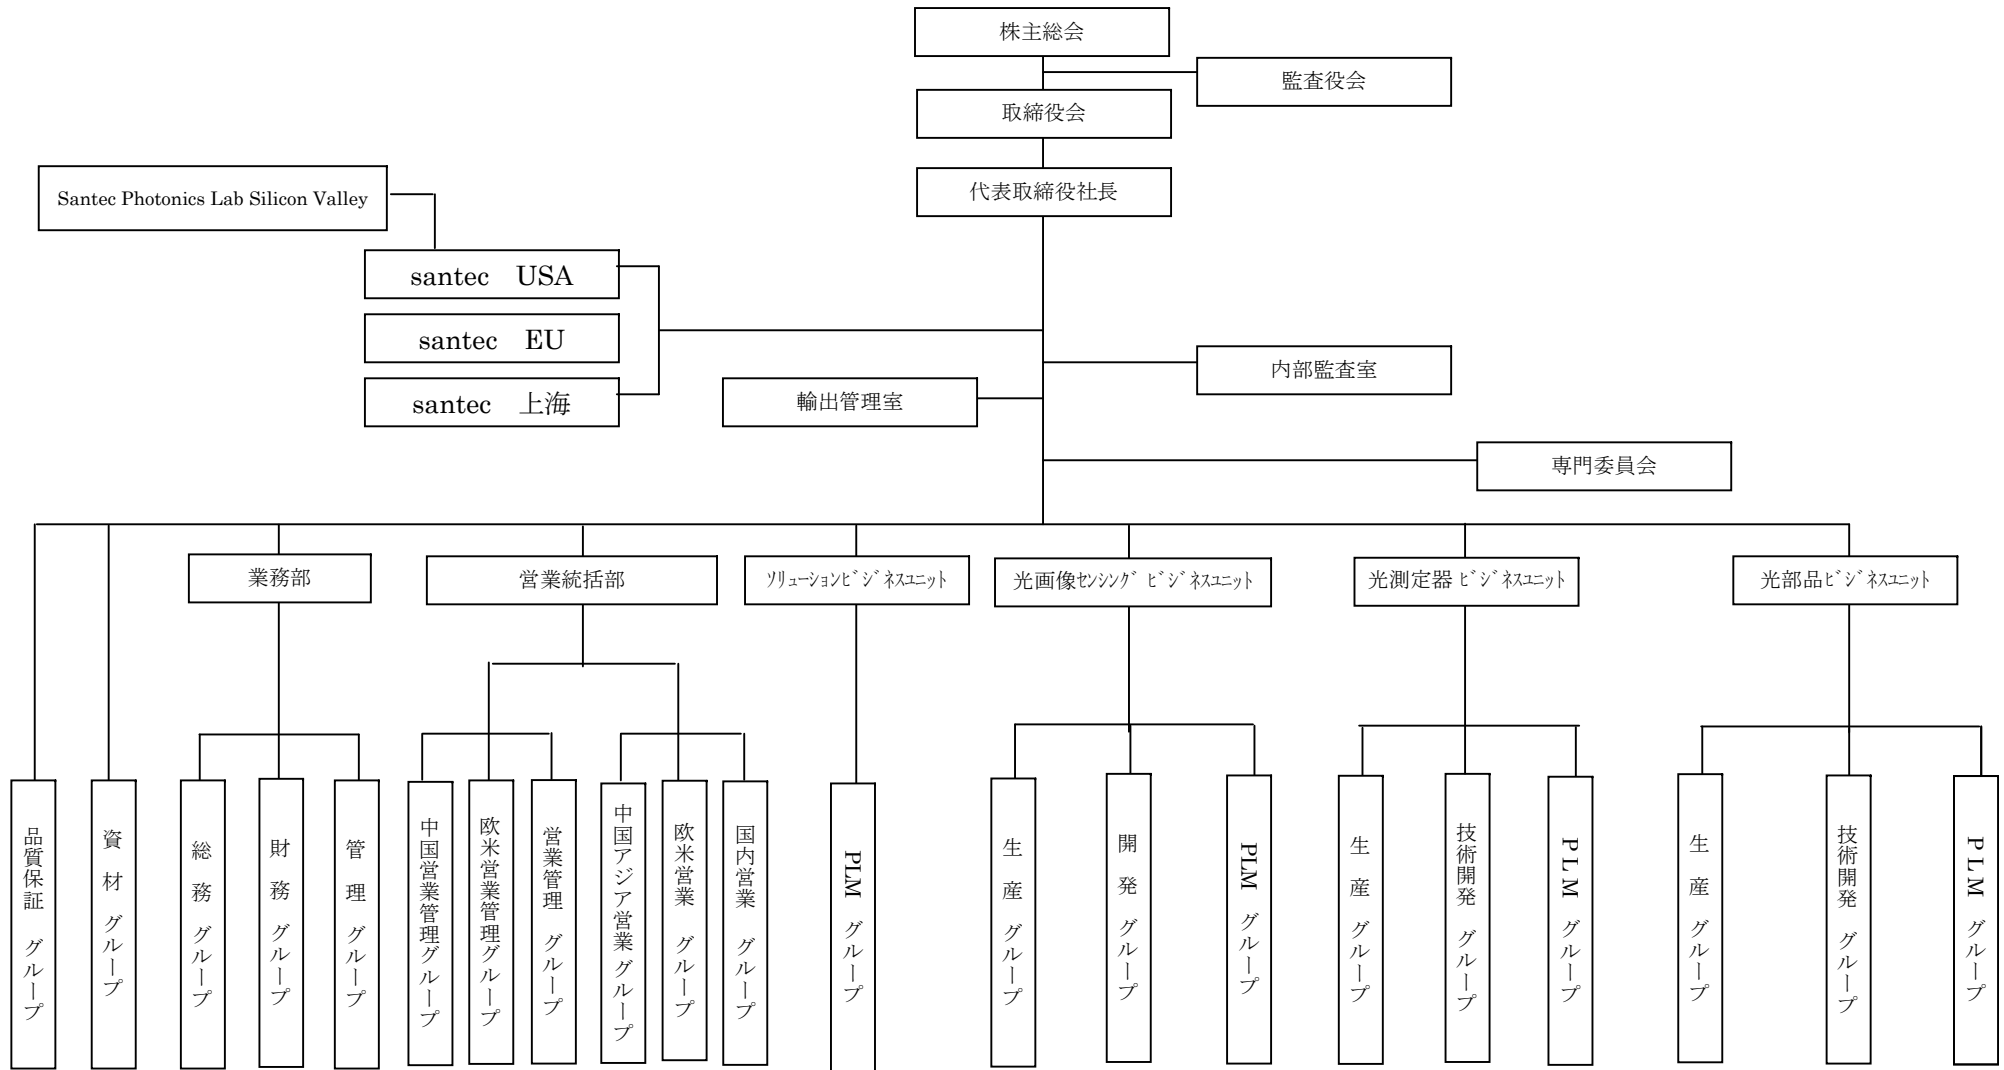 株主総会
監査役会
取締役会
代表取締役社長
Santec Photonics Lab Silicon Valley
santec　USA
santec　EU
santec　上海
内部監査室
輸出管理室
専門委員会
業務部
営業統括部
ｿﾘｭｰｼｮﾝﾋﾞｼﾞﾈｽﾕﾆｯﾄ
光画像ｾﾝｼﾝｸﾞ ﾋﾞｼﾞﾈｽﾕﾆｯﾄ
光測定器 ﾋﾞｼﾞﾈｽﾕﾆｯﾄ
光部品ﾋﾞｼﾞﾈｽﾕﾆｯﾄ
品質保証 グループ
資材 グループ
総務 グループ
財務 グループ
管理 グループ
中国営業管理グループ
欧米営業管理グループ
営業管理 グループ
中国アジア営業 グループ
欧米営業 グループ
国内営業 グループ
PLM グループ
生産 グループ
開発 グループ
PLM グループ
生産 グループ
技術開発 グループ
PLM グループ
生産 グループ
技術開発 グループ
PLM グループ